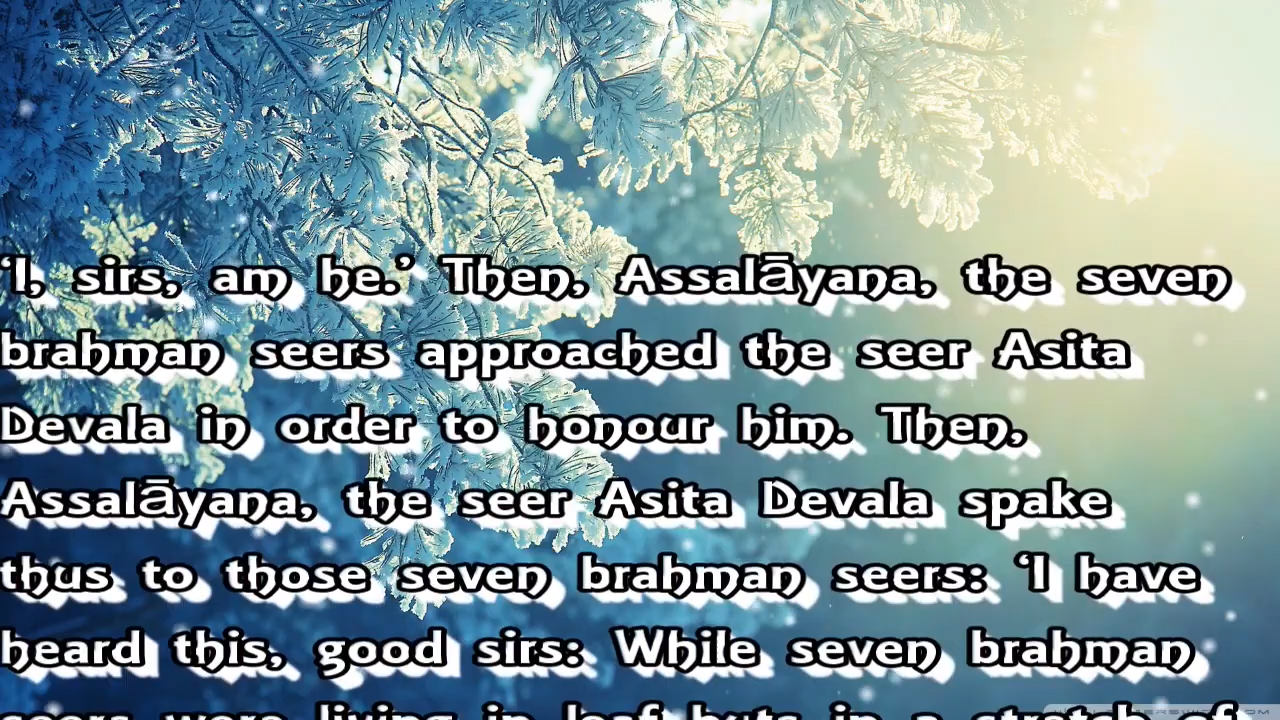 ‘I, sirs, am he.’ Then, Assalāyana, the seven
brahman seers approached the seer Asita
Devala in order to honour him. Then,
Assalāyana, the seer Asita Devala spake
thus to those seven brahman seers: ‘I have
heard this, good sirs: While seven brahman
seers were living in leaf huts in a stretch of